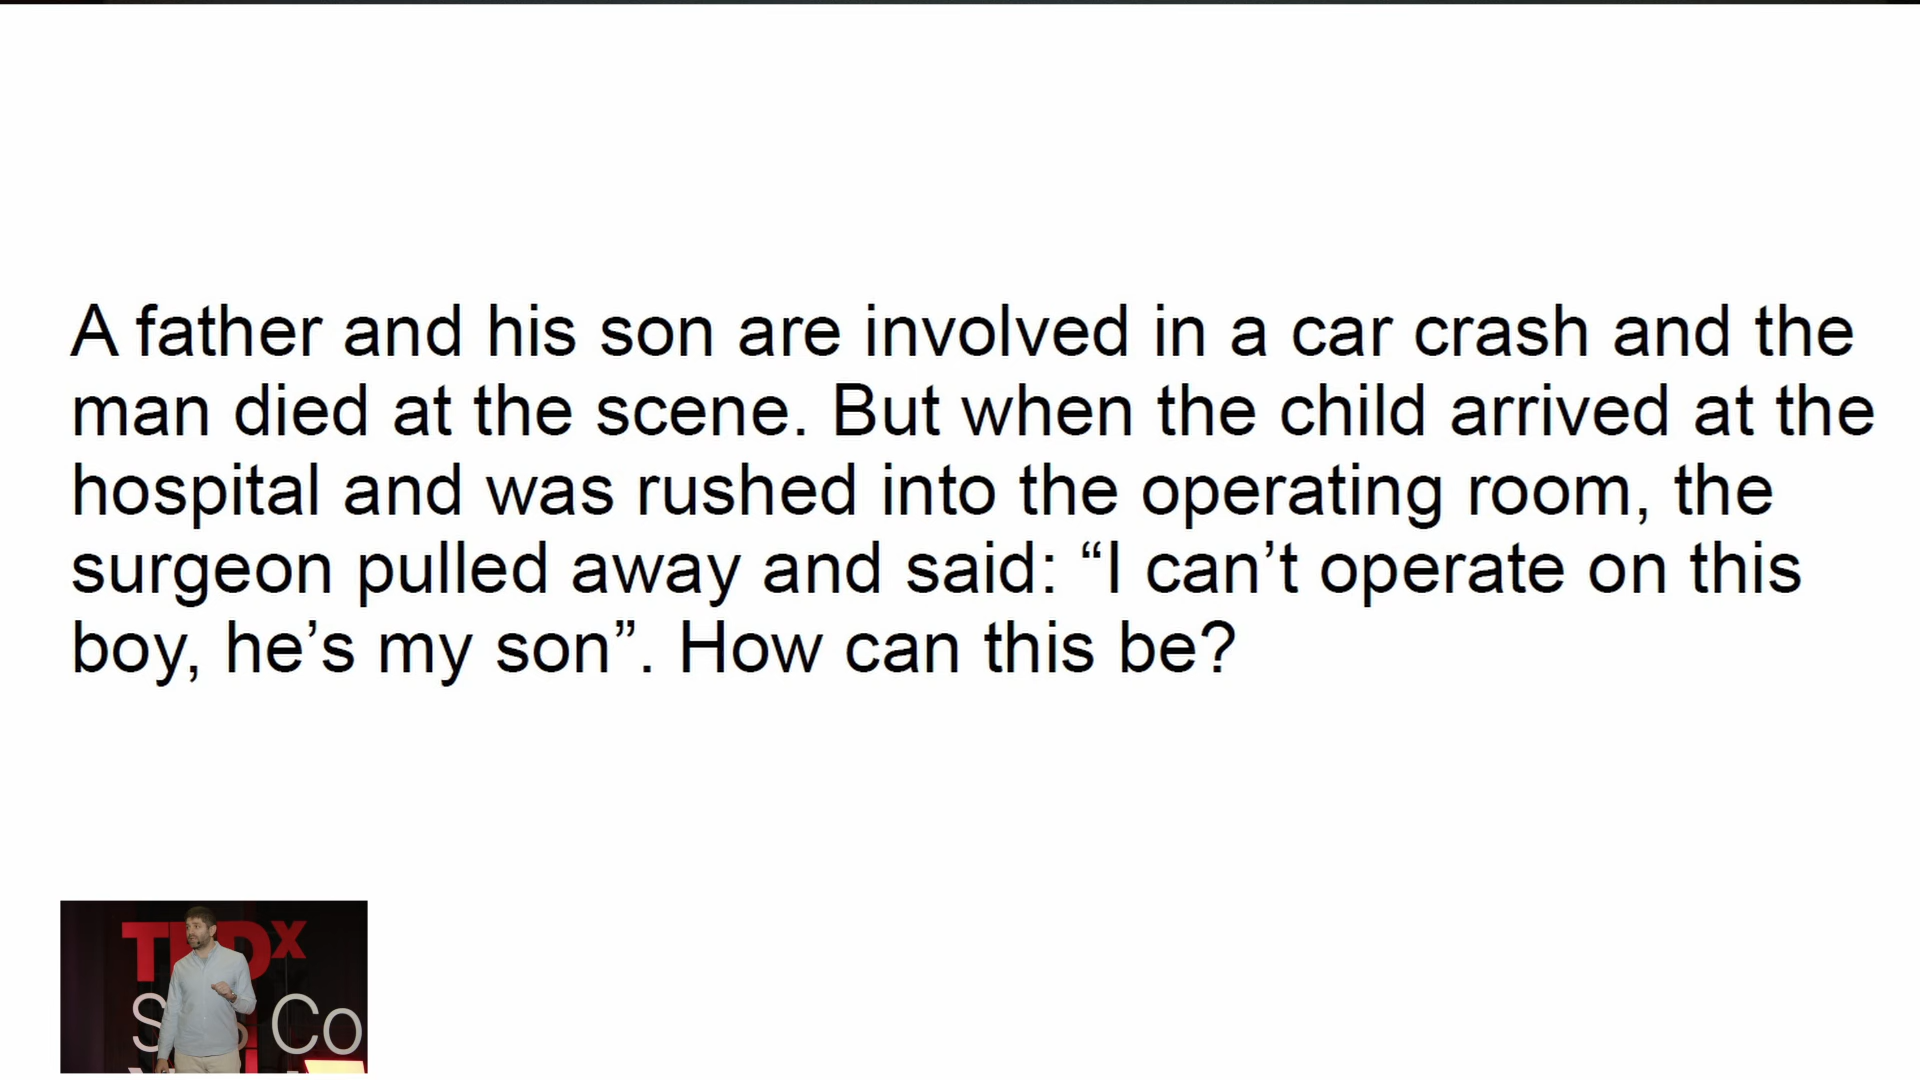 A father and his son are involved in a car crash and the
man died at the scene. But when the child arrived at the
hospital and was rushed into the operating room, the
surgeon pulled away and said: “I can’t operate on this
boy, he’s my son”. How can this be?
Co